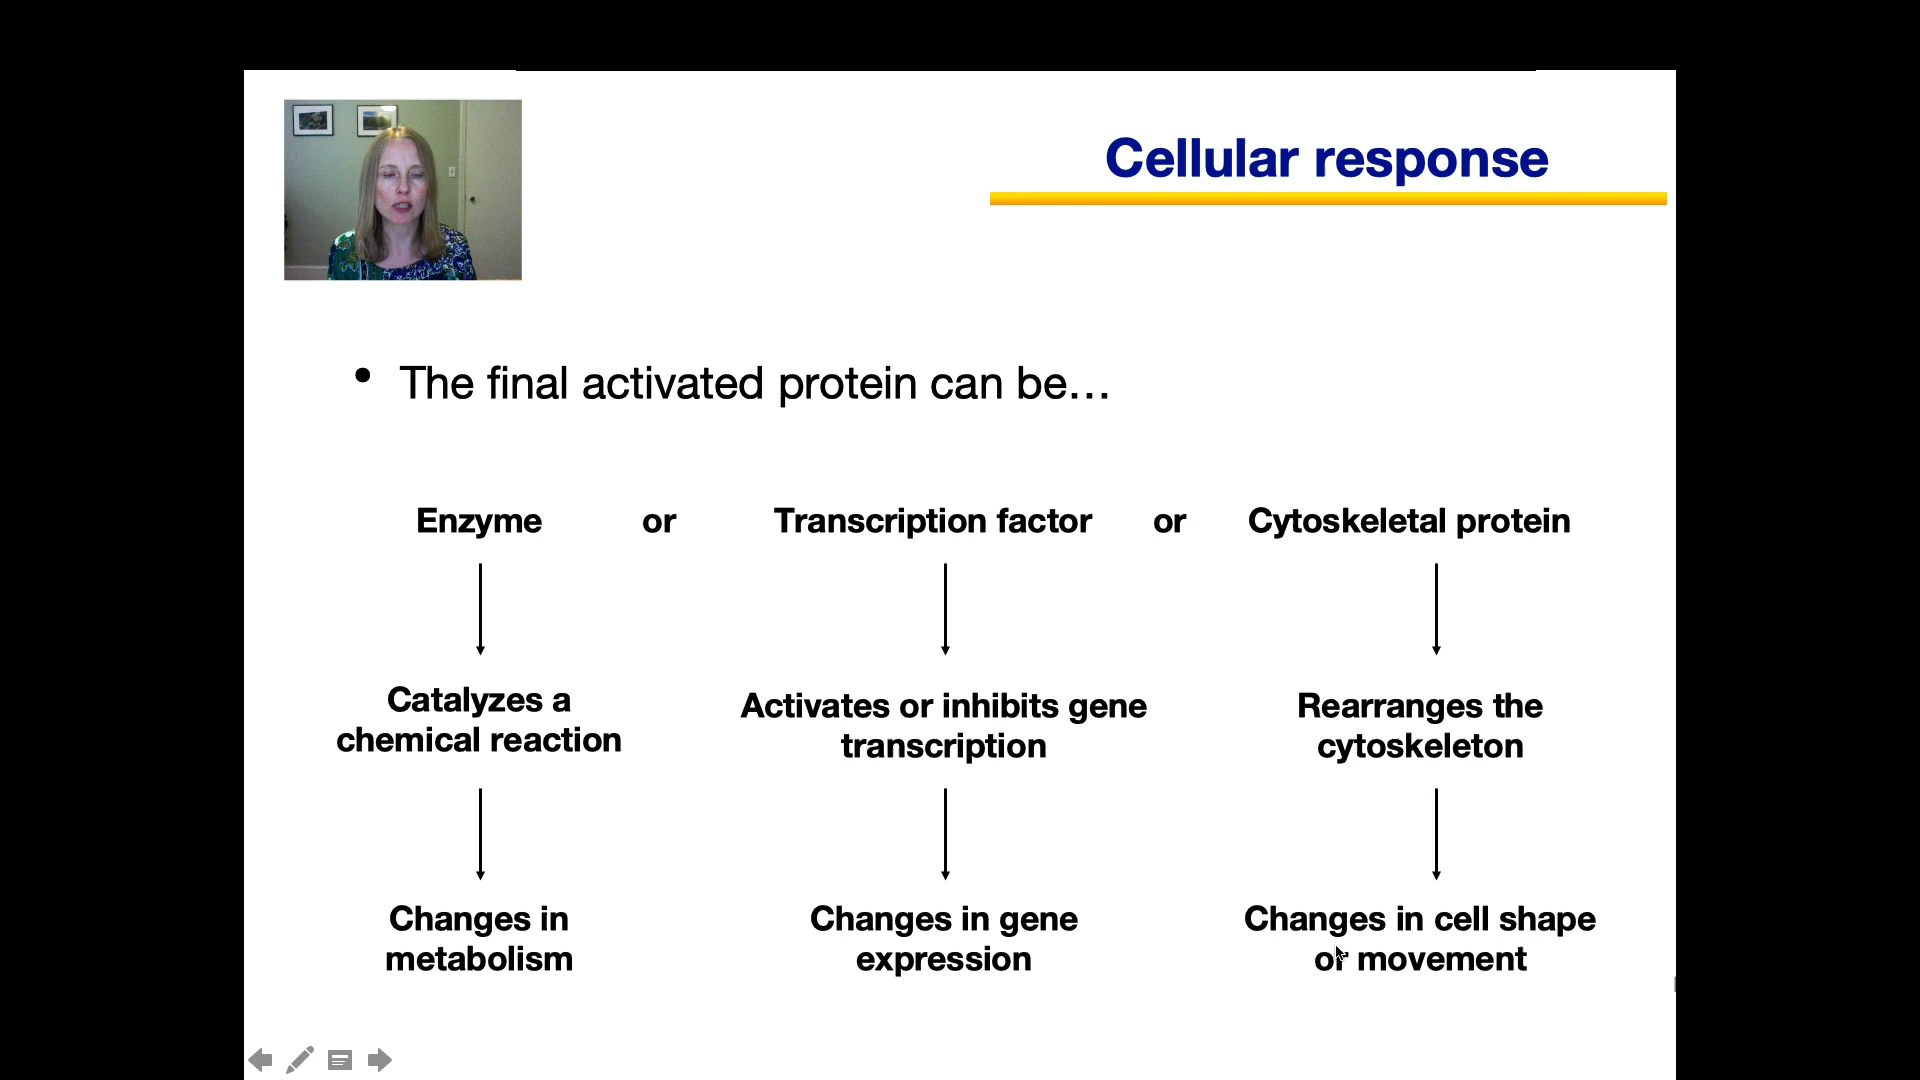 Cellular response
• The final activated protein can be…
Enzyme or Transcription factor or Cytoskeletal protein
Catalyzes a
chemical reaction
Activates or inhibits gene
transcription
Rearranges the
cytoskeleton
Changes in
metabolism
Changes in gene
expression
Changes in cell shape
or movement